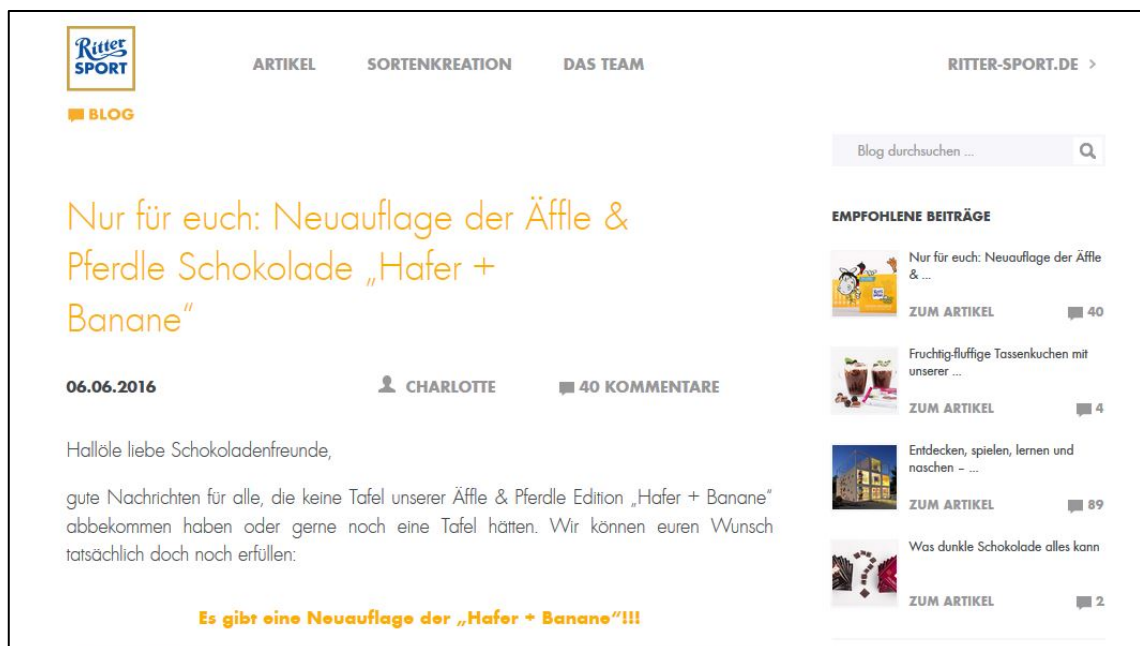 Ritter
SPORT
ARTIKEL SORTENKREATION DAS TEAM RITTER-SPORT.DE >
BLOG
Blog durchsuchen ...
Nur für euch: Neuauflage der Äffle &
Pferdle Schokolade „Hafer +
Banane“
06.06.2016 CHARLOTTE 40 KOMMENTARE
Hallöle liebe Schokoladenfreunde,
gute Nachrichten für alle, die keine Tafel unserer Äffle & Pferdle Edition „Hafer + Banane“
abbekommen haben oder gerne noch eine Tafel hätten. Wir können euren Wunsch
tatsächlich doch noch erfüllen:
Es gibt eine Neuauflage der „Hafer + Banane“!!!
EMPFOHLENE BEITRÄGE
Nur für euch: Neuauflage der Äffle
& ...
ZUM ARTIKEL 40
Fruchtig-fluffige Tassenkuchen mit
unserer ...
ZUM ARTIKEL 4
Entdecken, spielen, lernen und
naschen – ...
ZUM ARTIKEL 89
Was dunkle Schokolade alles kann
ZUM ARTIKEL 2